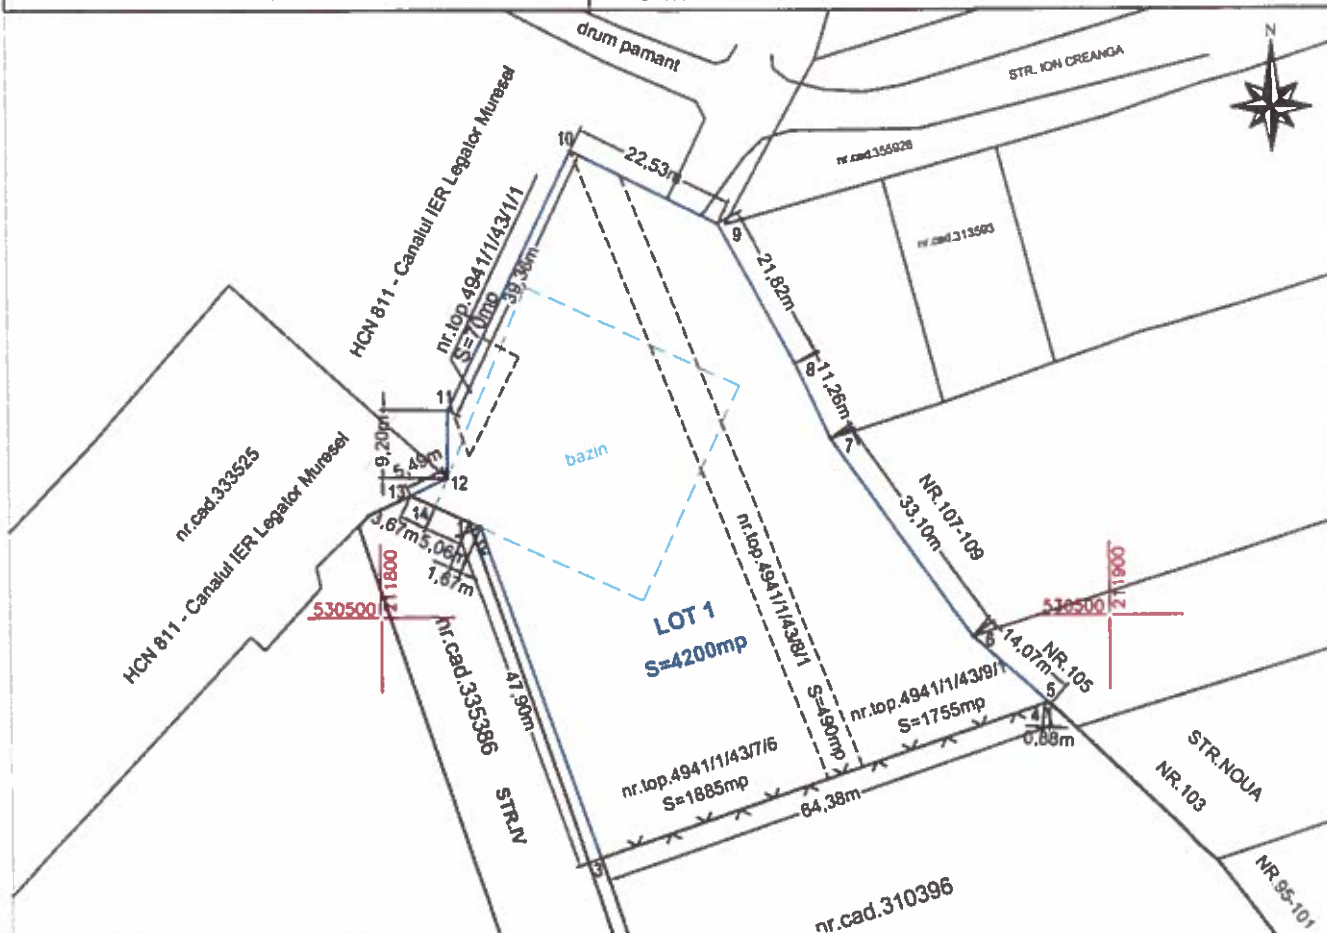 drum pamant
STR. ION CREANGA
N
HCN 811 - Canalul IER Legator Muresel
10
22,53m
nr.cad.355928
nr.top.4941/1/43/1/1
S=70mp
39,36m
9
nr.cad.313593
21,82m
8
11,26m
11
7
9,20m
5,49m
12
13
nr.cad.333525
HCN 811 - Canalul IER Legator Muresel
bazin
NR.107-109
33,10m
14
3,67m
5,06m
1
2
1,67m
530500
211800
nr.top.4941/1/43/8/1 S=490mp
530500
211900
LOT 1
S=4200mp
6
14,07m
NR.105
nr.cad.335386 STR.IV
47,90m
nr.top.4941/1/43/9/1
S=1755mp
5
4
0,88m
nr.top.4941/1/43/7/6
S=1885mp
64,38m
STR.NOUA
NR.103
3
nr.cad.310396
NR.95-101